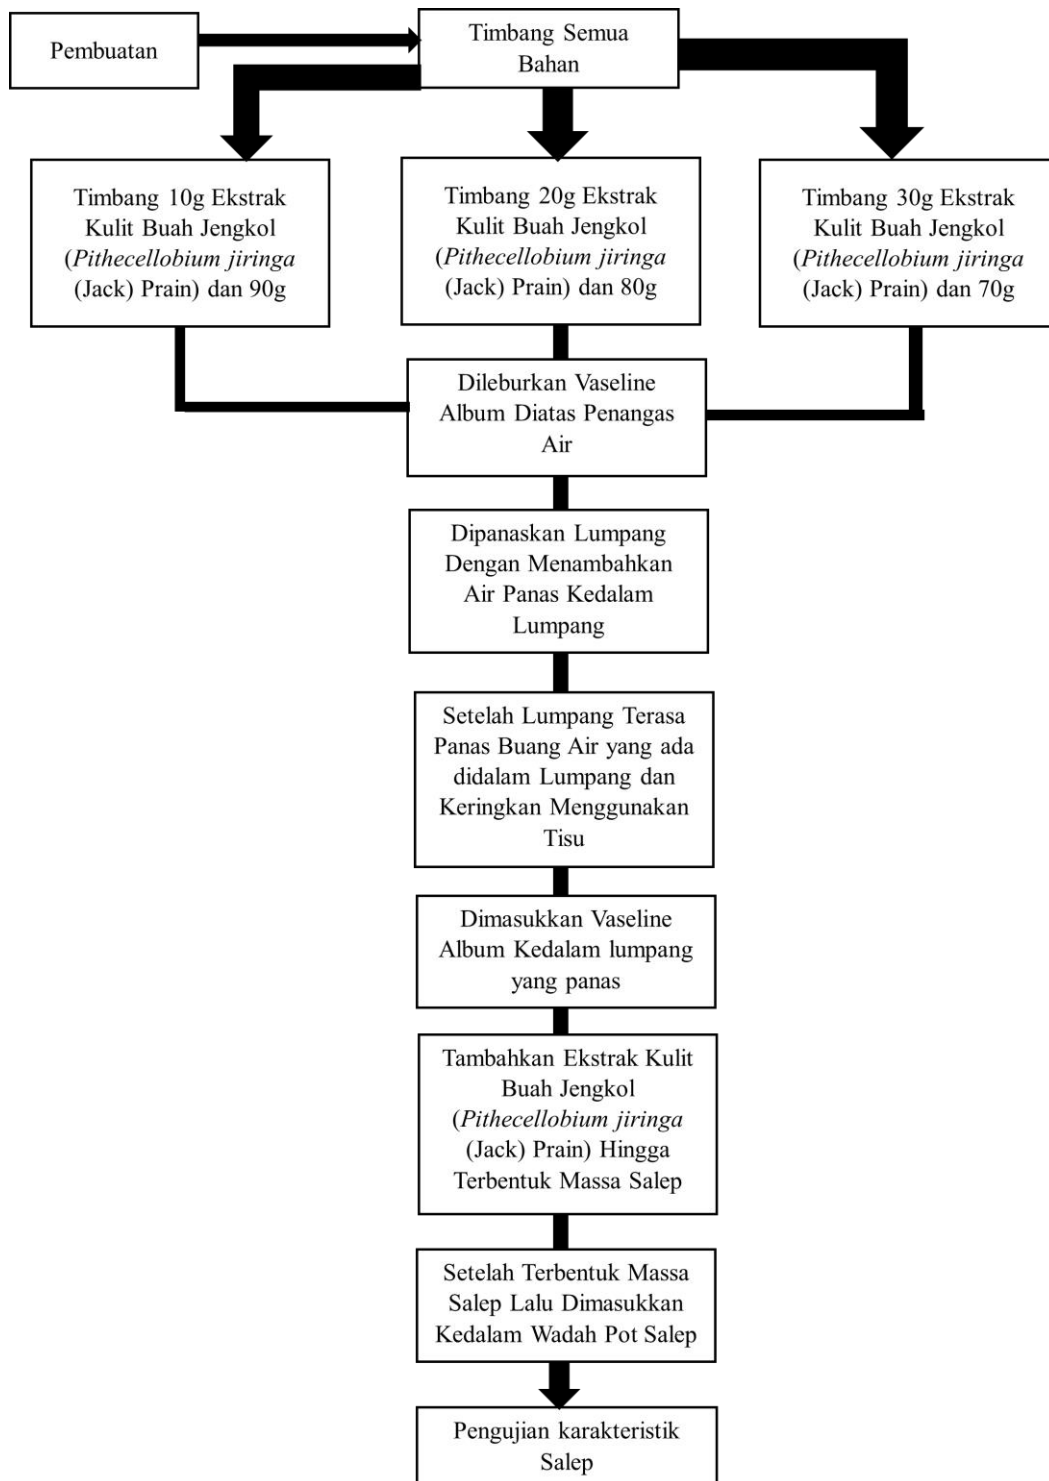 Pembuatan
Timbang Semua
Bahan
Timbang 10g Ekstrak
Kulit Buah Jengkol
(Pithecellobium jiringa
(Jack) Prain) dan 90g
Timbang 20g Ekstrak
Kulit Buah Jengkol
(Pithecellobium jiringa
(Jack) Prain) dan 80g
Timbang 30g Ekstrak
Kulit Buah Jengkol
(Pithecellobium jiringa
(Jack) Prain) dan 70g
Dileburkan Vaseline
Album Diatas Penangas
Air
Dipanaskan Lumpang
Dengan Menambahkan
Air Panas Kedalam
Lumpang
Setelah Lumpang Terasa
Panas Buang Air yang ada
didalam Lumpang dan
Keringkan Menggunakan
Tisu
Dimasukkan Vaseline
Album Kedalam lumpang
yang panas
Tambahkan Ekstrak Kulit
Buah Jengkol
(Pithecellobium jiringa
(Jack) Prain) Hingga
Terbentuk Massa Salep
Setelah Terbentuk Massa
Salep Lalu Dimasukkan
Kedalam Wadah Pot Salep
Pengujian karakteristik
Salep